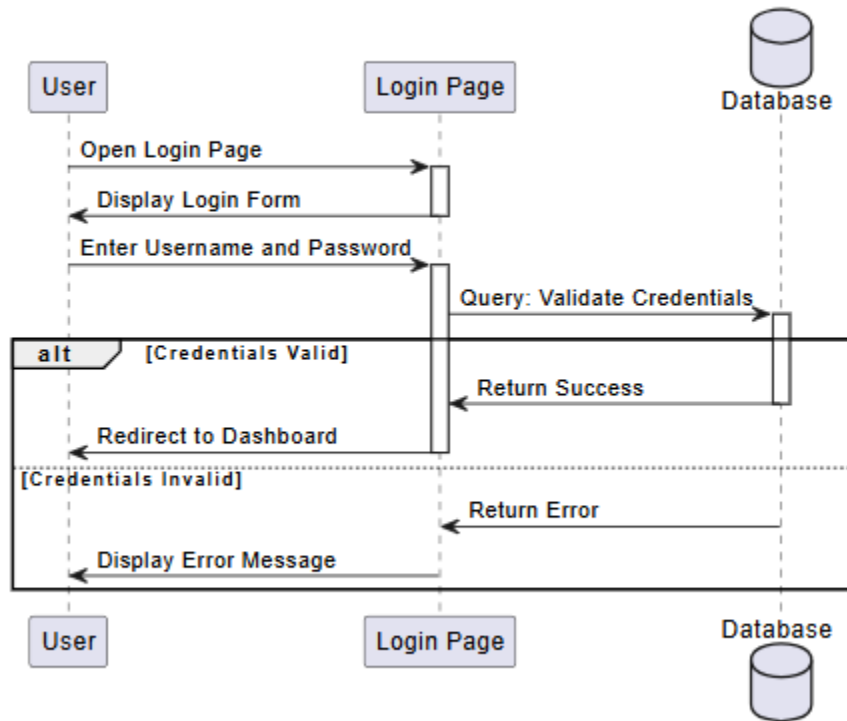 User
Login Page
Database
Open Login Page
Display Login Form
Enter Username and Password
Query: Validate Credentials
alt
[Credentials Valid]
Return Success
Redirect to Dashboard
[Credentials Invalid]
Return Error
Display Error Message
User
Login Page
Database